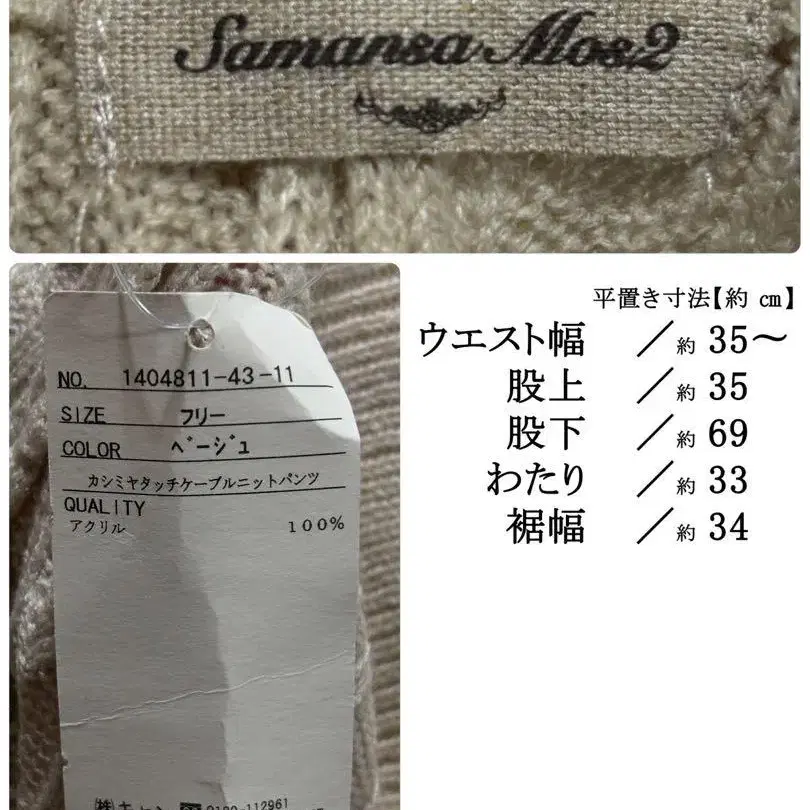 Samansa Mos2
NO. 1404811-43-11
SIZE フリー
COLOR ベージュ
カシミヤタッチケーブルニットパンツ
QUALITY
アクリル 100%
平置き寸法【約 ㎝】
ウエスト幅 ／約 35〜
股上 ／約 35
股下 ／約 69
わたり ／約 33
裾幅 ／約 34